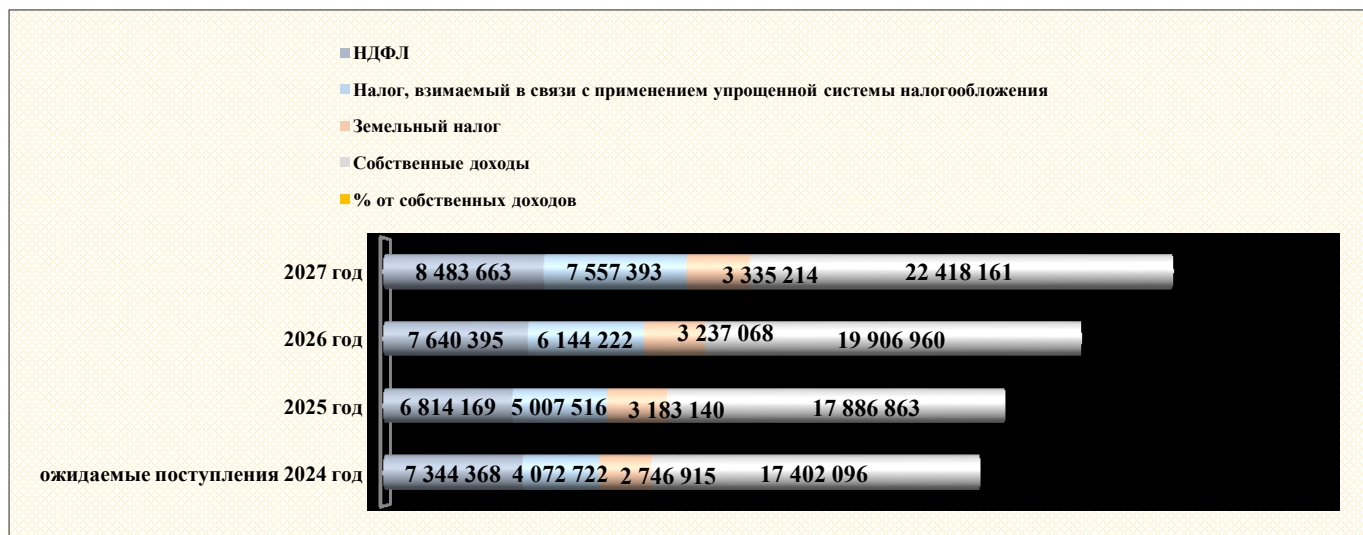 НДФЛ
Налог, взимаемый в связи с применением упрощенной системы налогообложения
Земельный налог
Собственные доходы
% от собственных доходов
2027 год 8 483 663 7 557 393 3 335 214 22 418 161
2026 год 7 640 395 6 144 222 3 237 068 19 906 960
2025 год 6 814 169 5 007 516 3 183 140 17 886 863
ожидаемые поступления 2024 год 7 344 368 4 072 722 2 746 915 17 402 096